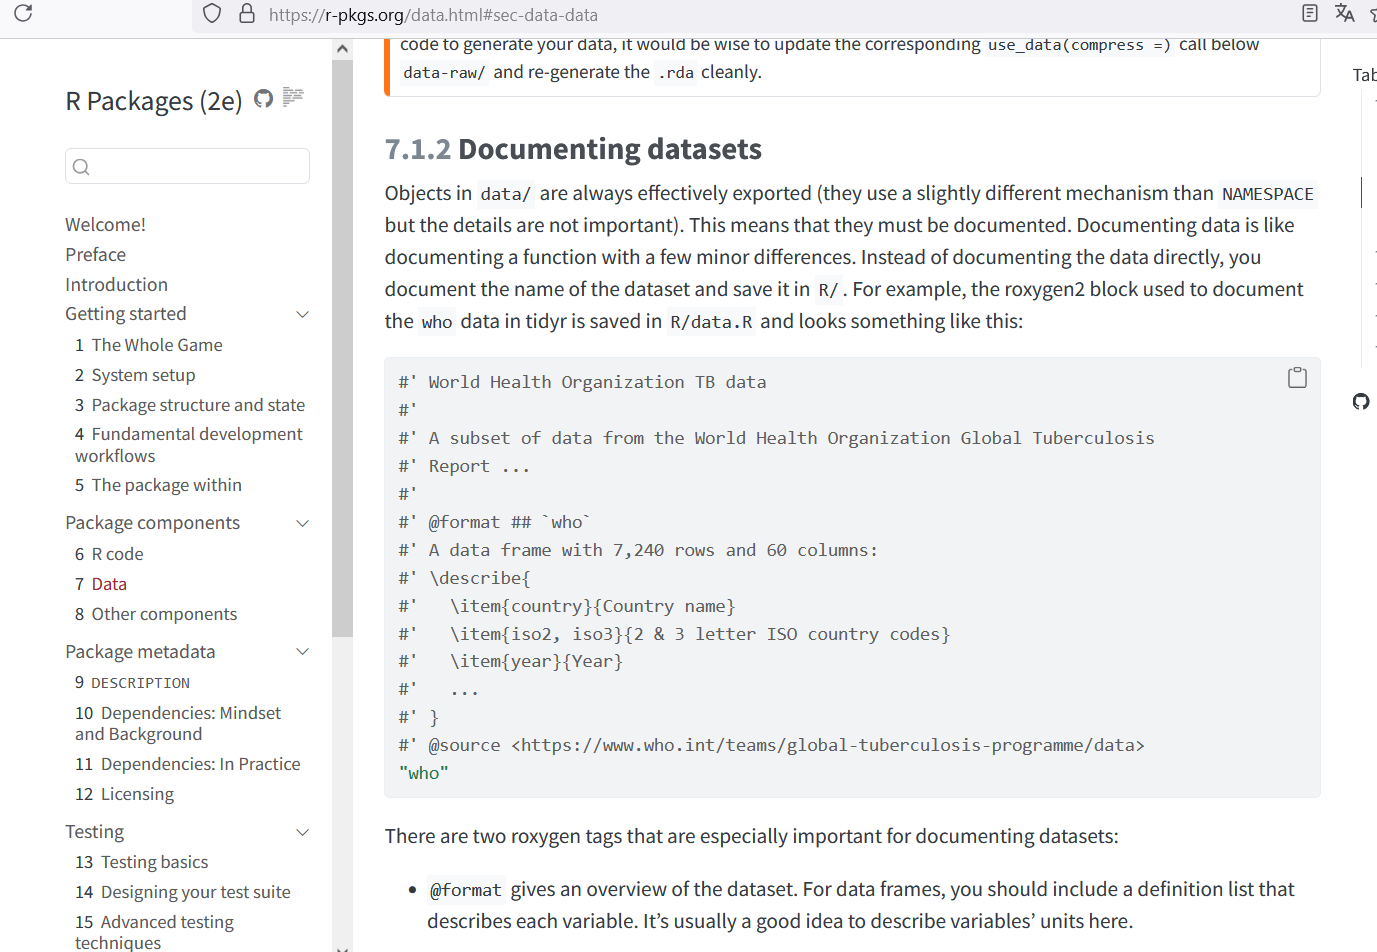 https://r-pkgs.org/data.html#sec-data-data
R Packages (2e)
Welcome!
Preface
Introduction
Getting started
1 The Whole Game
2 System setup
3 Package structure and state
4 Fundamental development
workflows
5 The package within
Package components
6 R code
7 Data
8 Other components
Package metadata
9 DESCRIPTION
10 Dependencies: Mindset
and Background
11 Dependencies: In Practice
12 Licensing
Testing
13 Testing basics
14 Designing your test suite
15 Advanced testing
techniques
code to generate your data, it would be wise to update the corresponding use_data(compress =) call below
data-raw/ and re-generate the .rda cleanly.
7.1.2 Documenting datasets
Objects in data/ are always effectively exported (they use a slightly different mechanism than NAMESPACE
but the details are not important). This means that they must be documented. Documenting data is like
documenting a function with a few minor differences. Instead of documenting the data directly, you
document the name of the dataset and save it in R/. For example, the roxygen2 block used to document
the who data in tidyr is saved in R/data.R and looks something like this:
#' World Health Organization TB data
#'
#' A subset of data from the World Health Organization Global Tuberculosis
#' Report ...
#'
#' @format ## `who`
#' A data frame with 7,240 rows and 60 columns:
#' \describe{
#'   \item{country}{Country name}
#'   \item{iso2, iso3}{2 & 3 letter ISO country codes}
#'   \item{year}{Year}
#'   ...
#' }
#' @source <https://www.who.int/teams/global-tuberculosis-programme/data>
"who"
There are two roxygen tags that are especially important for documenting datasets:
• @format gives an overview of the dataset. For data frames, you should include a definition list that
describes each variable. It’s usually a good idea to describe variables’ units here.